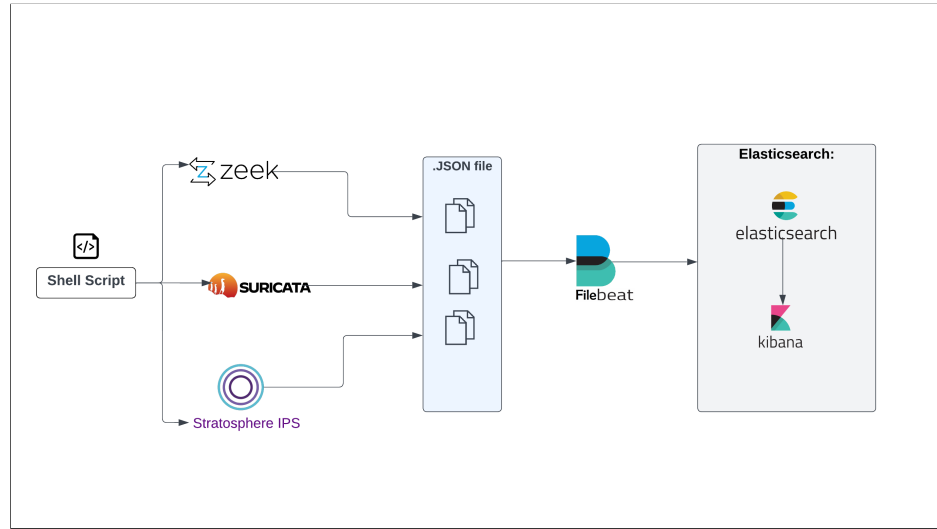 </>
Shell Script
z zeek
SURICATA
Stratosphere IPS
.JSON file
Filebeat
Elasticsearch:
elasticsearch
kibana